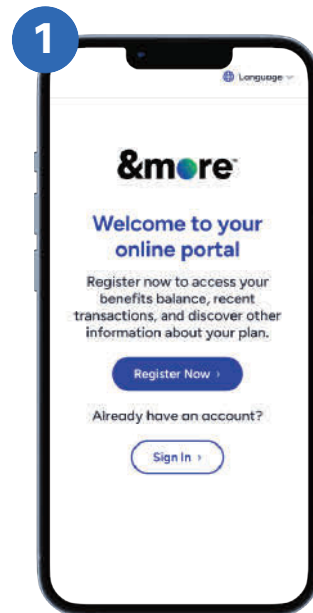 1
Language
&more™
Welcome to your
online portal
Register now to access your
benefits balance, recent
transactions, and discover other
information about your plan.
Register Now ›
Already have an account?
Sign In ›